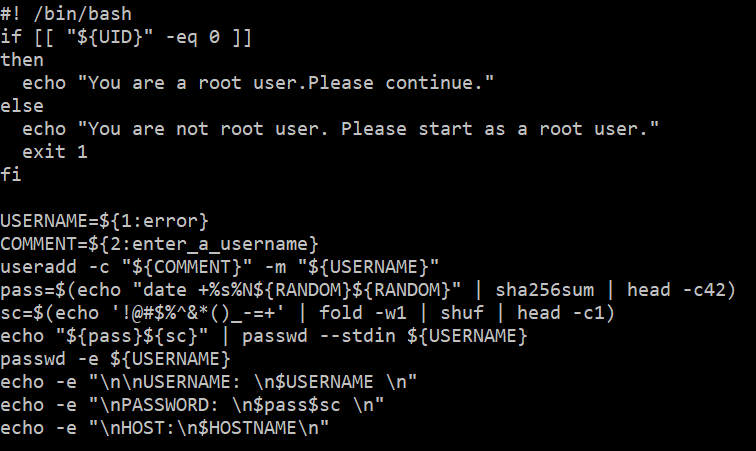 #! /bin/bash
if [[ "${UID}" -eq 0 ]]
then
  echo "You are a root user.Please continue."
else
  echo "You are not root user. Please start as a root user."
  exit 1
fi

USERNAME=${1:error}
COMMENT=${2:enter_a_username}
useradd -c "${COMMENT}" -m "${USERNAME}"
pass=$(echo "date +%s%N${RANDOM}${RANDOM}" | sha256sum | head -c42)
sc=$(echo '!@#$%^&*()_-=+' | fold -w1 | shuf | head -c1)
echo "${pass}${sc}" | passwd --stdin ${USERNAME}
passwd -e ${USERNAME}
echo -e "\n\nUSERNAME: \n$USERNAME \n"
echo -e "\nPASSWORD: \n$pass$sc \n"
echo -e "\nHOST:\n$HOSTNAME\n"